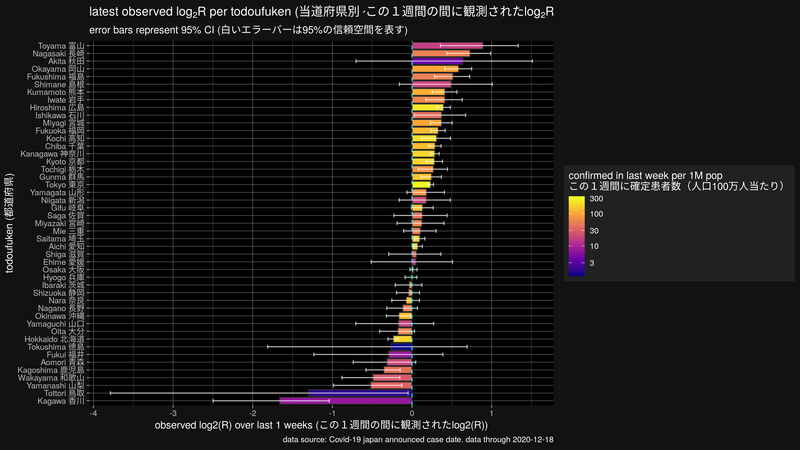 latest observed log₂R per todoufuken (当道府県別 ‧この１週間の間に観測されたlog₂R
error bars represent 95% CI (白いエラーバーは95%の信頼空間を表す)
todoufuken (都道府県)
Toyama 富山
Nagasaki 長崎
Akita 秋田
Okayama 岡山
Fukushima 福島
Shimane 島根
Kumamoto 熊本
Iwate 岩手
Hiroshima 広島
Ishikawa 石川
Miyagi 宮城
Fukuoka 福岡
Kochi 高知
Chiba 千葉
Kanagawa 神奈川
Kyoto 京都
Tochigi 栃木
Gunma 群馬
Tokyo 東京
Yamagata 山形
Niigata 新潟
Gifu 岐阜
Saga 佐賀
Miyazaki 宮崎
Mie 三重
Saitama 埼玉
Aichi 愛知
Shiga 滋賀
Ehime 愛媛
Osaka 大阪
Hyogo 兵庫
Ibaraki 茨城
Shizuoka 静岡
Nara 奈良
Nagano 長野
Okinawa 沖縄
Yamaguchi 山口
Oita 大分
Hokkaido 北海道
Tokushima 徳島
Fukui 福井
Aomori 青森
Kagoshima 鹿児島
Wakayama 和歌山
Yamanashi 山梨
Tottori 鳥取
Kagawa 香川
-4 -3 -2 -1 0 1
observed log2(R) over last 1 weeks (この１週間の間に観測されたlog2(R))
data source: Covid-19 japan announced case date. data through 2020-12-18
confirmed in last week per 1M pop
この１週間に確定患者数（人口100万人当たり）
300
100
30
10
3